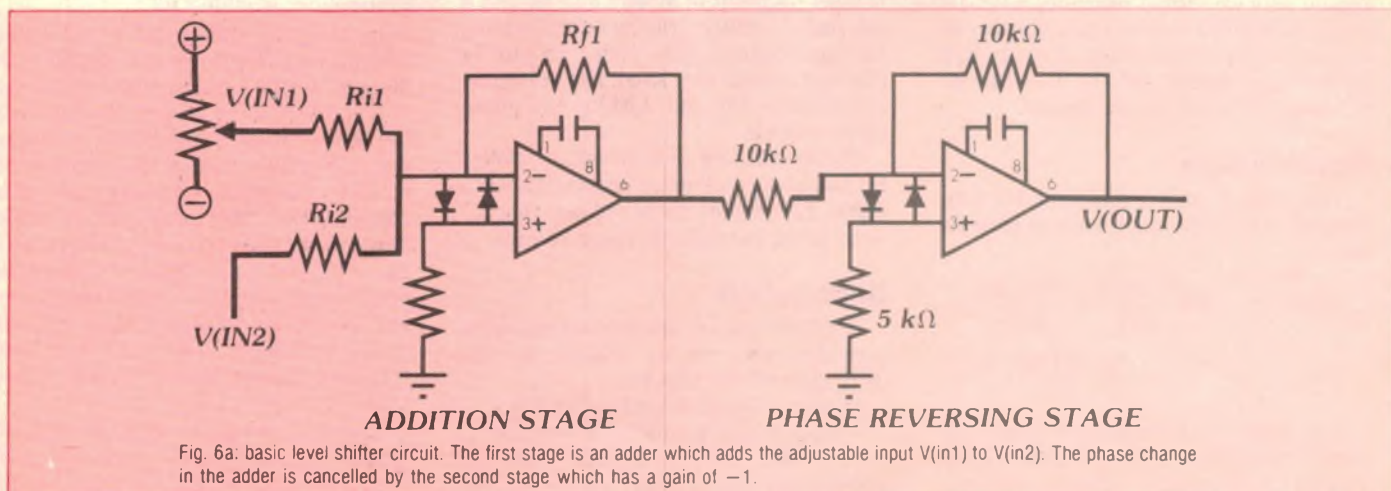 Rf1
10kΩ
V(IN1)
Ri1
1
8
2−
6
3+
10kΩ
1
8
2−
6
3+
Ri2
V(IN2)
V(OUT)
5 kΩ
ADDITION STAGE
PHASE REVERSING STAGE
Fig. 6a: basic level shifter circuit. The first stage is an adder which adds the adjustable input V(in1) to V(in2). The phase change
in the adder is cancelled by the second stage which has a gain of −1.